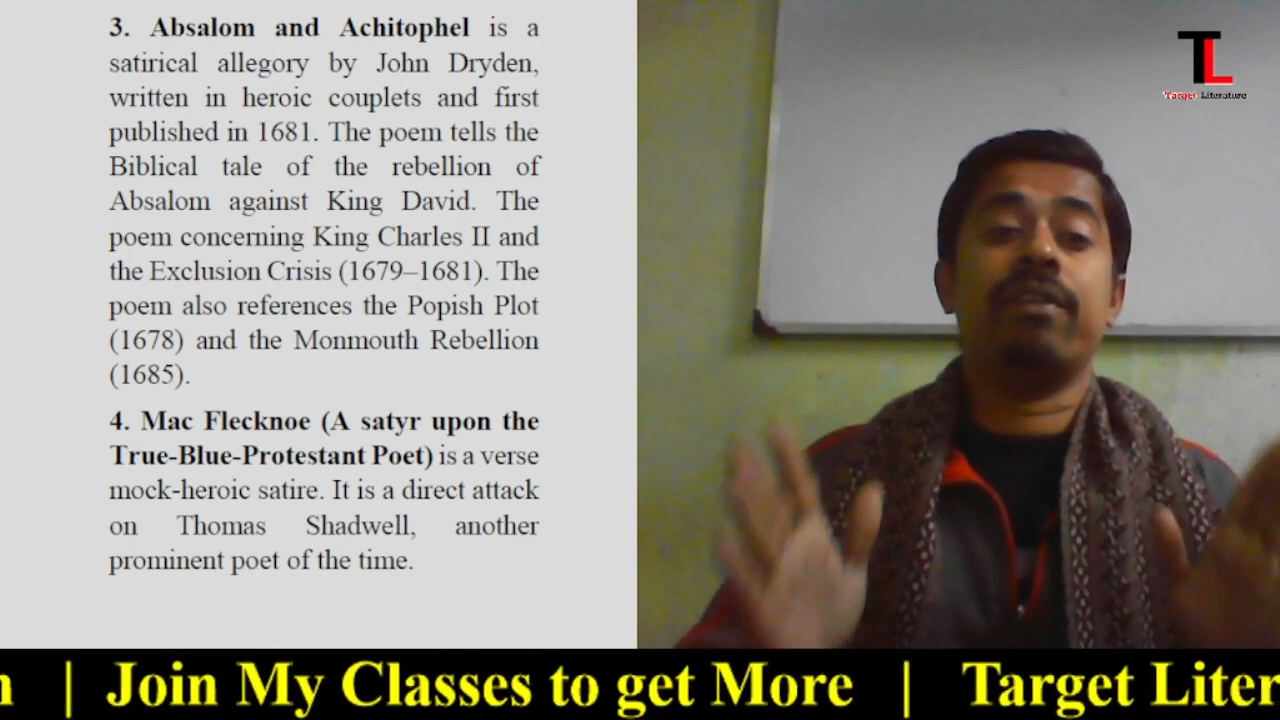 3. Absalom and Achitophel is a
satirical allegory by John Dryden,
written in heroic couplets and first
published in 1681. The poem tells the
Biblical tale of the rebellion of
Absalom against King David. The
poem concerning King Charles II and
the Exclusion Crisis (1679–1681). The
poem also references the Popish Plot
(1678) and the Monmouth Rebellion
(1685).
4. Mac Flecknoe (A satyr upon the
True-Blue-Protestant Poet) is a verse
mock-heroic satire. It is a direct attack
on Thomas Shadwell, another
prominent poet of the time.
TL
Target Literature
n | Join My Classes to get More | Target Liter